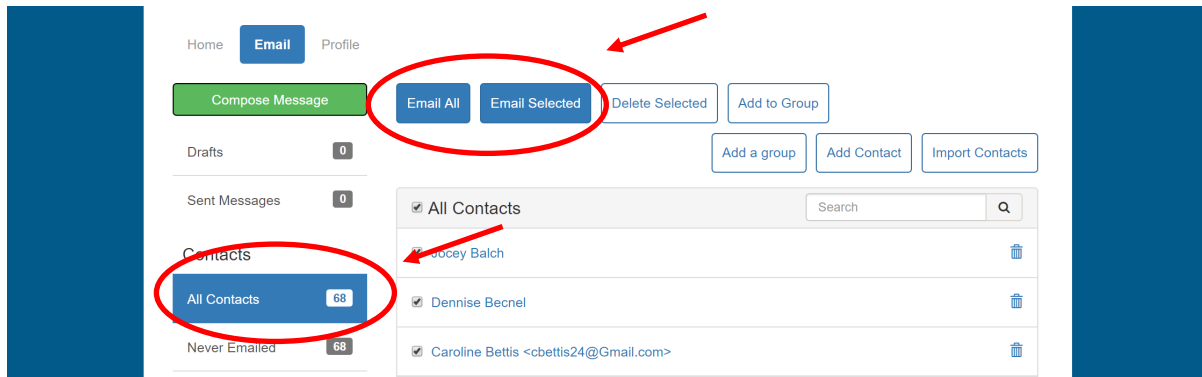 Home Email Profile
Compose Message
Email All Email Selected Delete Selected Add to Group
Drafts 0
Add a group Add Contact Import Contacts
Sent Messages 0
All Contacts Search
Contacts
Jocey Balch
All Contacts 68
Dennise Becnel
Never Emailed 68
Caroline Bettis <cbettis24@Gmail.com>